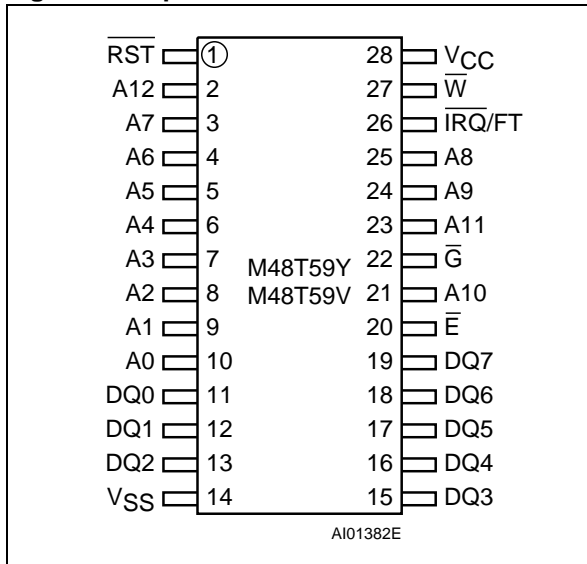 RST 1 28 VCC
A12 2 27 W
A7 3 26 IRQ/FT
A6 4 25 A8
A5 5 24 A9
A4 6 23 A11
A3 7 M48T59Y 22 G
A2 8 M48T59V 21 A10
A1 9 20 E
A0 10 19 DQ7
DQ0 11 18 DQ6
DQ1 12 17 DQ5
DQ2 13 16 DQ4
VSS 14 15 DQ3
AI01382E